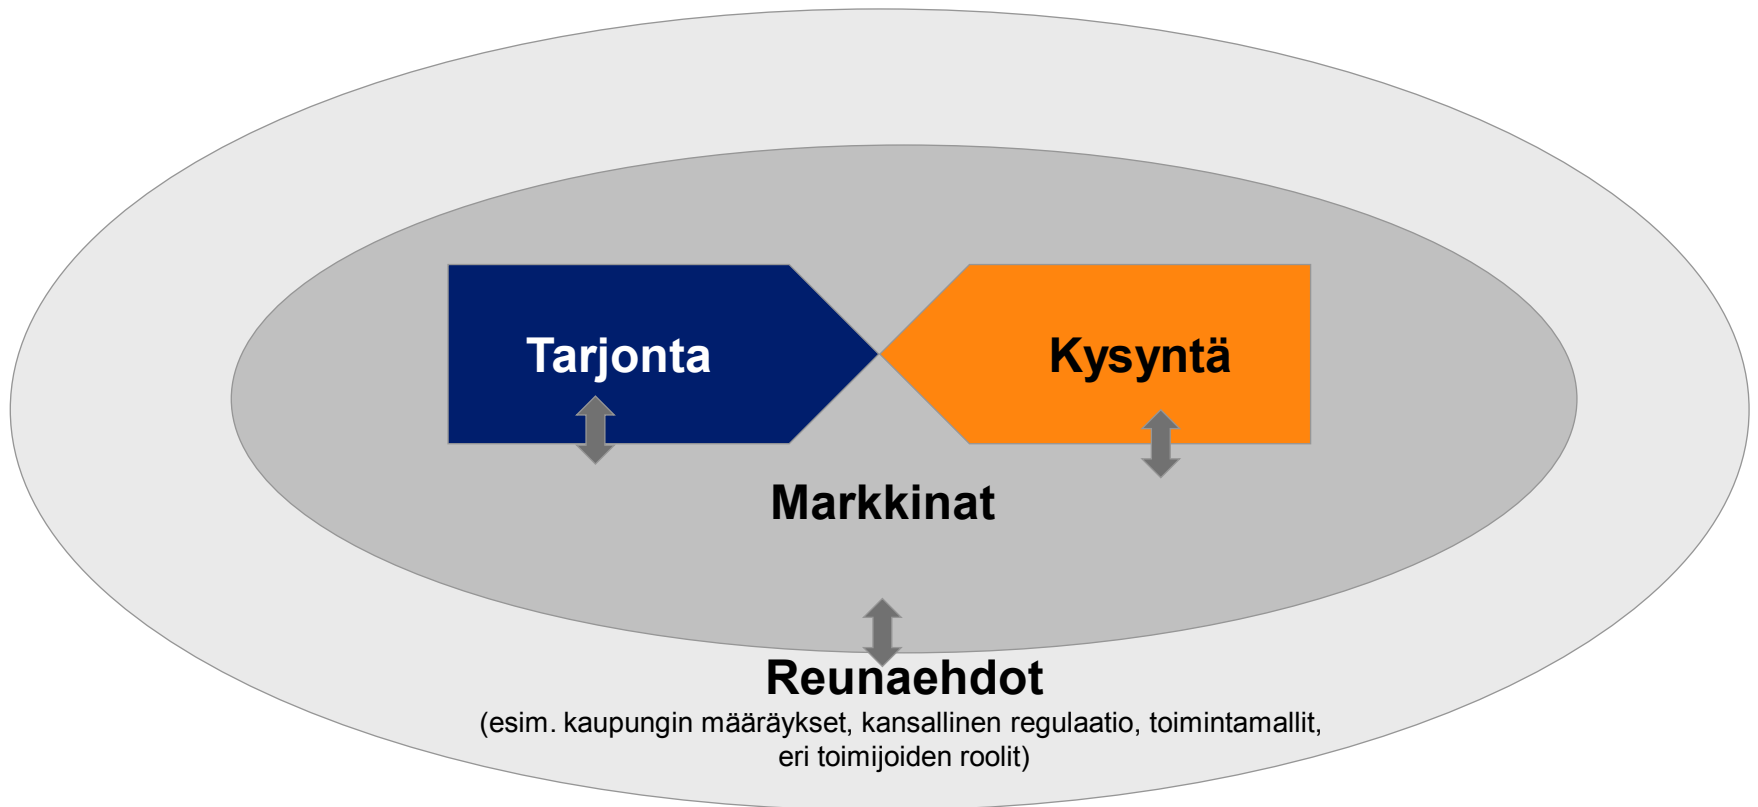 Tarjonta
Kysyntä
Markkinat
Reunaehdot
(esim. kaupungin määräykset, kansallinen regulaatio, toimintamallit,
eri toimijoiden roolit)